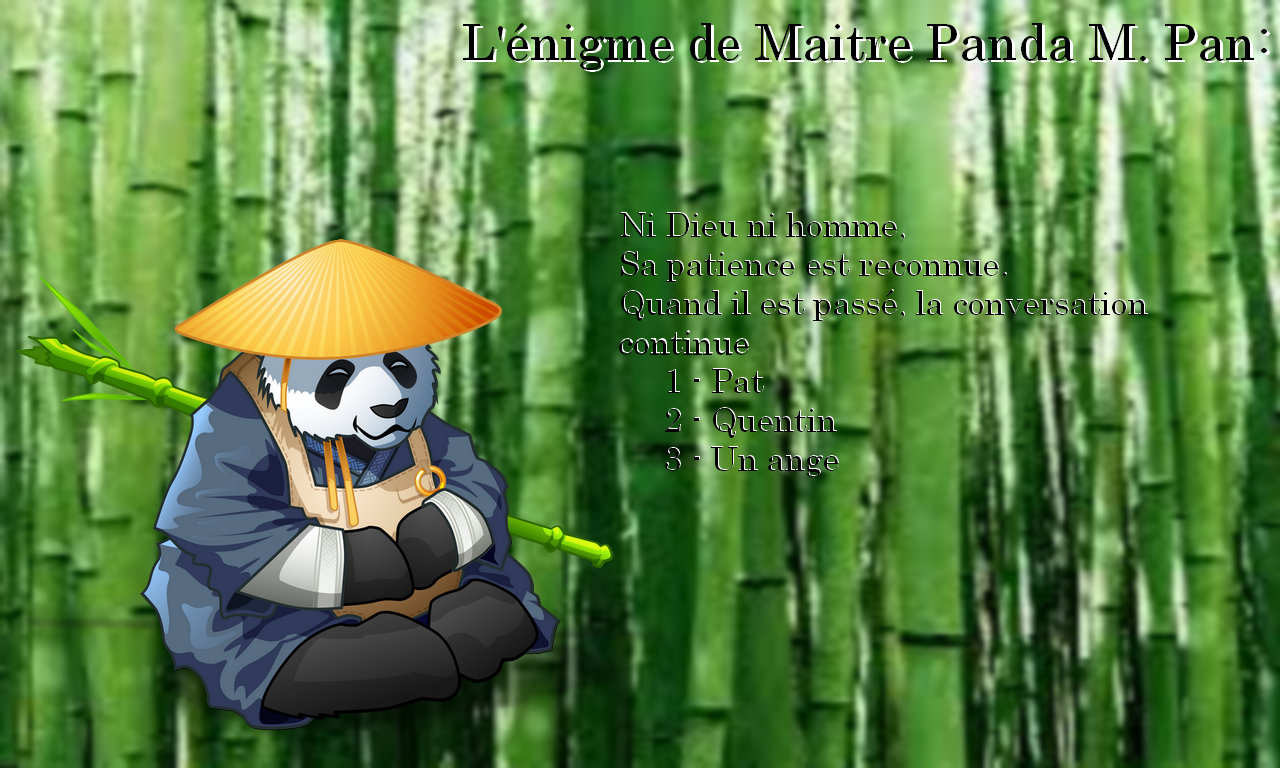 L'énigme de Maitre Panda M. Pan:
Ni Dieu ni homme,
Sa patience est reconnue.
Quand il est passé, la conversation
continue
1 - Pat
2 - Quentin
3 - Un ange